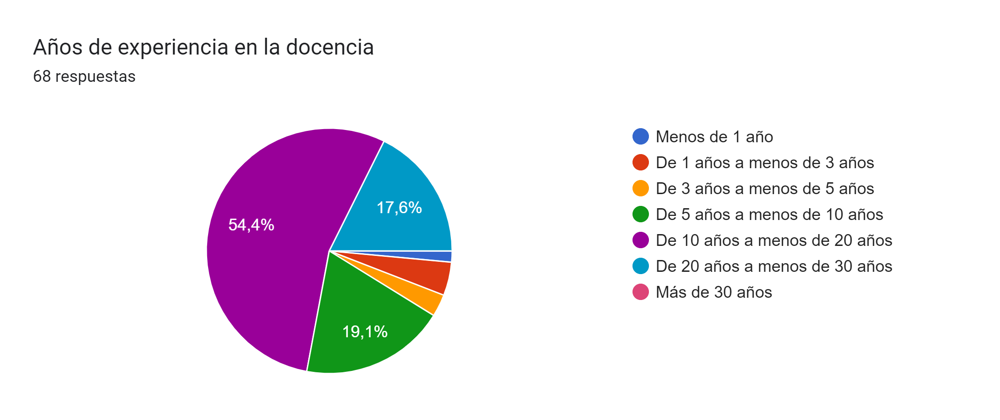 Años de experiencia en la docencia
68 respuestas
17,6%
54,4%
19,1%
Menos de 1 año
De 1 años a menos de 3 años
De 3 años a menos de 5 años
De 5 años a menos de 10 años
De 10 años a menos de 20 años
De 20 años a menos de 30 años
Más de 30 años